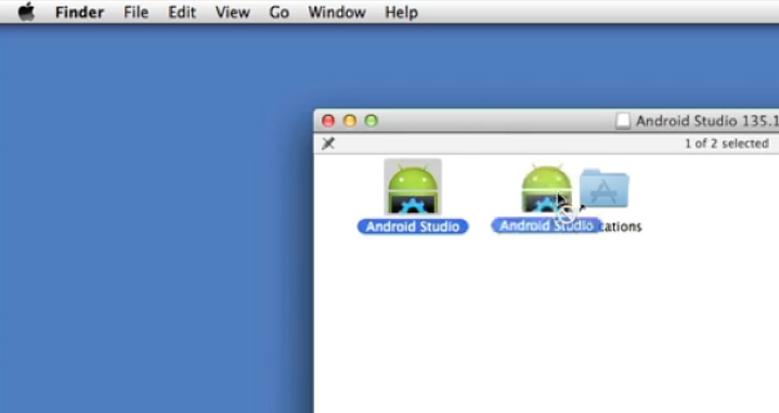 Finder File Edit View Go Window Help
Android Studio 135.1
1 of 2 selected
Android Studio Android Studio cations